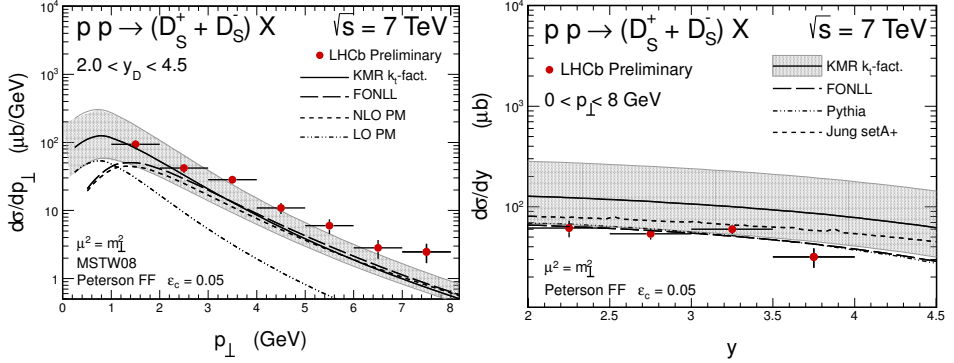 p p → (D_S^+ + D_S^-) X √s = 7 TeV
LHCb Preliminary
2.0 < y_D < 4.5
KMR k_t-fact.
FONLL
NLO PM
LO PM
dσ/dp_⊥ (μb/GeV)
10^3
10^2
10
1
μ² = m_⊥^2
MSTW08
Peterson FF ε_c = 0.05
0 1 2 3 4 5 6 7 8
p_⊥ (GeV)
p p → (D_S^+ + D_S^-) X √s = 7 TeV
LHCb Preliminary
0 < p_⊥ < 8 GeV
KMR k_t-fact.
FONLL
Pythia
Jung setA+
dσ/dy (μb)
10^4
10^3
10^2
10
μ² = m_⊥^2
Peterson FF ε_c = 0.05
2 2.5 3 3.5 4 4.5
y